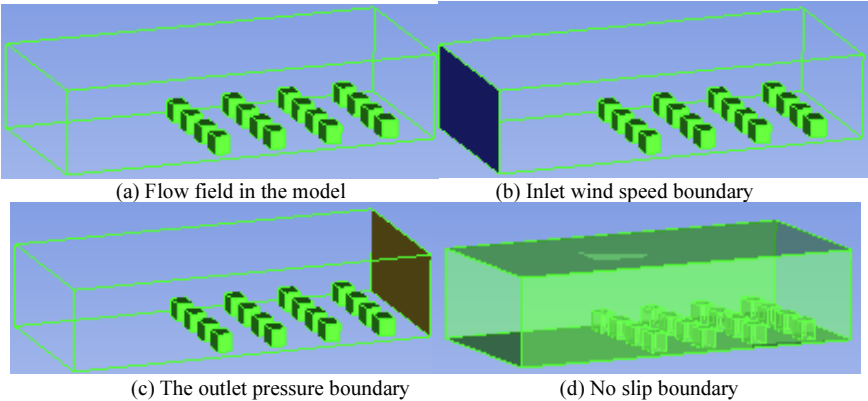 (a) Flow field in the model
(b) Inlet wind speed boundary
(c) The outlet pressure boundary
(d) No slip boundary